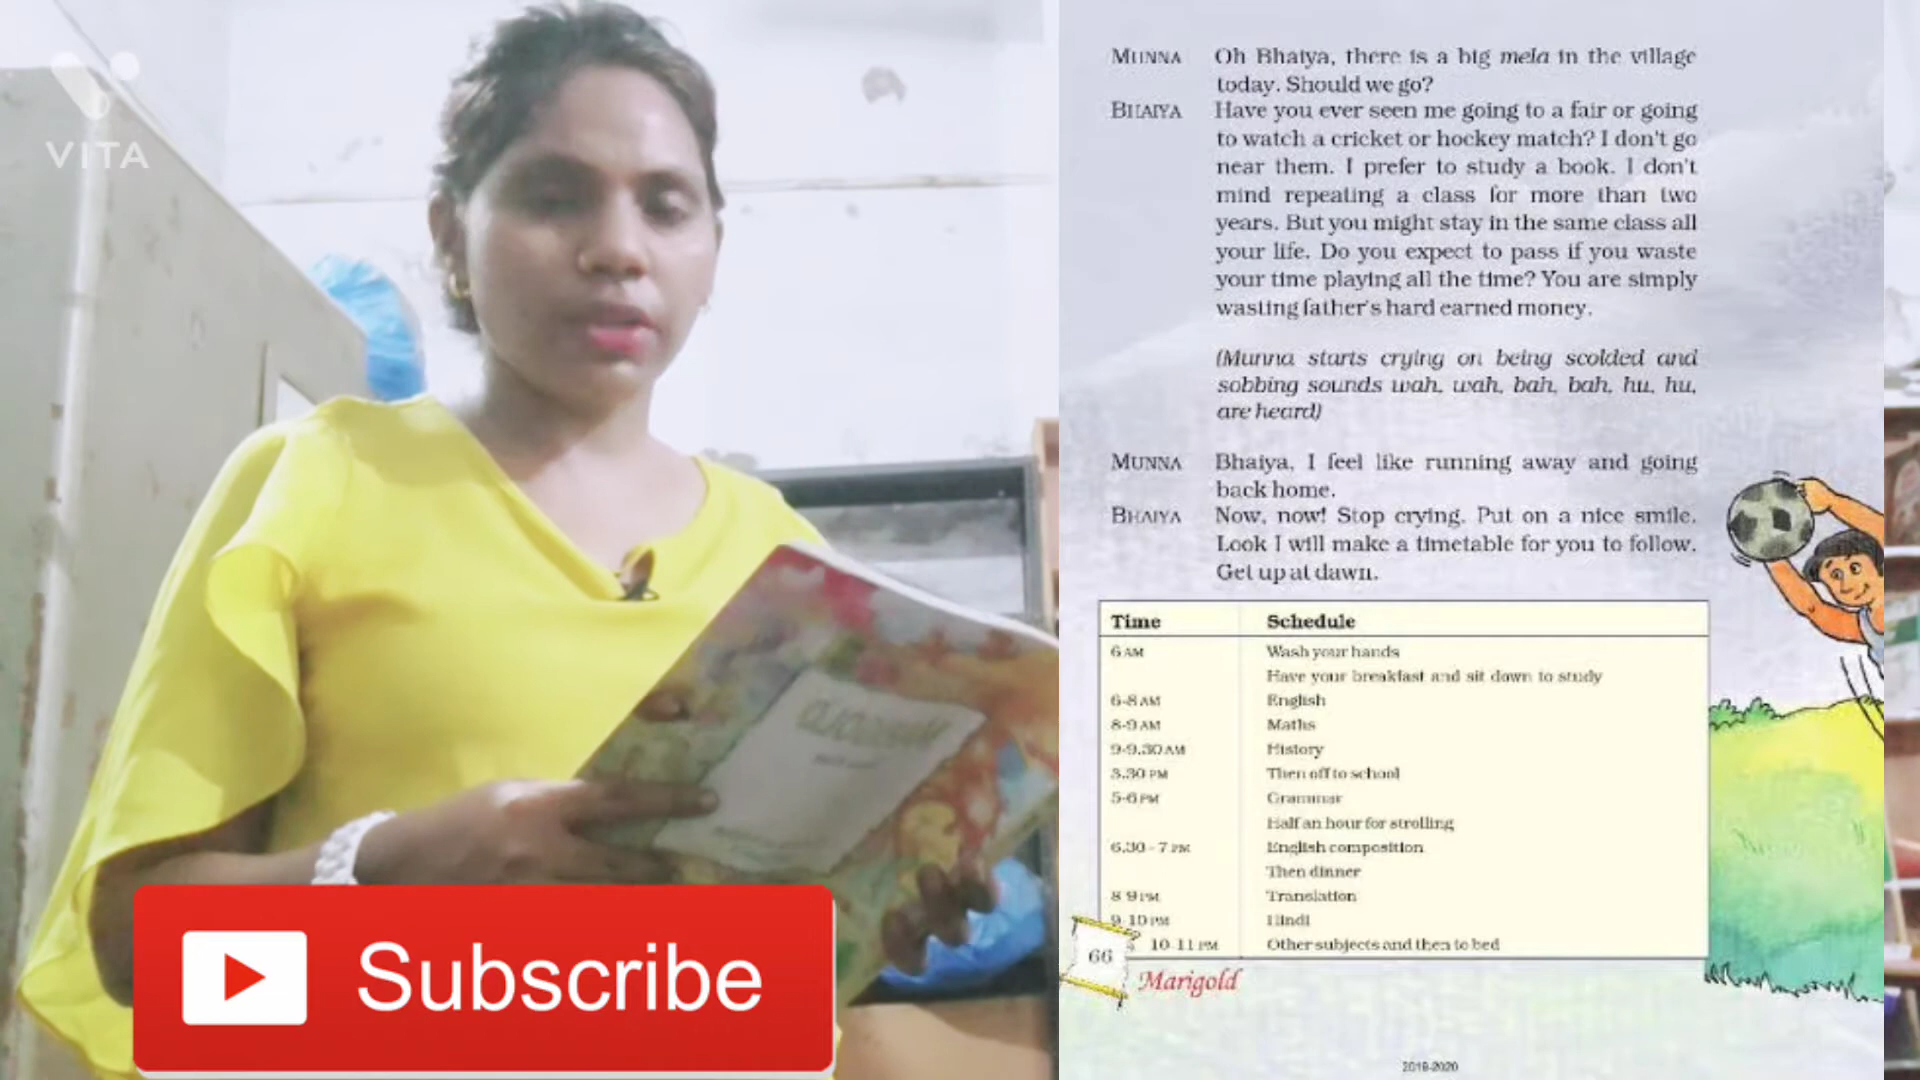 VITA
Subscribe
MUNNA Oh Bhaiya, there is a big mela in the village
today. Should we go?
BHAIYA Have you ever seen me going to a fair or going
to watch a cricket or hockey match? I don't go
near them. I prefer to study a book. I don't
mind repeating a class for more than two
years. But you might stay in the same class all
your life. Do you expect to pass if you waste
your time playing all the time? You are simply
wasting father's hard earned money.
(Munna starts crying on being scolded and
sobbing sounds wah, wah, bah, bah, hu, hu,
are heard)
MUNNA Bhaiya, I feel like running away and going
back home.
BHAIYA Now, now! Stop crying. Put on a nice smile.
Look I will make a timetable for you to follow.
Get up at dawn.
Time Schedule
6 AM Wash your hands
Have your breakfast and sit down to study
6-8 AM English
8-9 AM Maths
9-9.30 AM History
3.30 PM Then off to school
5-6 PM Grammar
Half an hour for strolling
6.30 - 7 PM English composition
Then dinner
8 9 PM Translation
9-10 PM Hindi
10-11 PM Other subjects and then to bed
66
Marigold
2019-2020